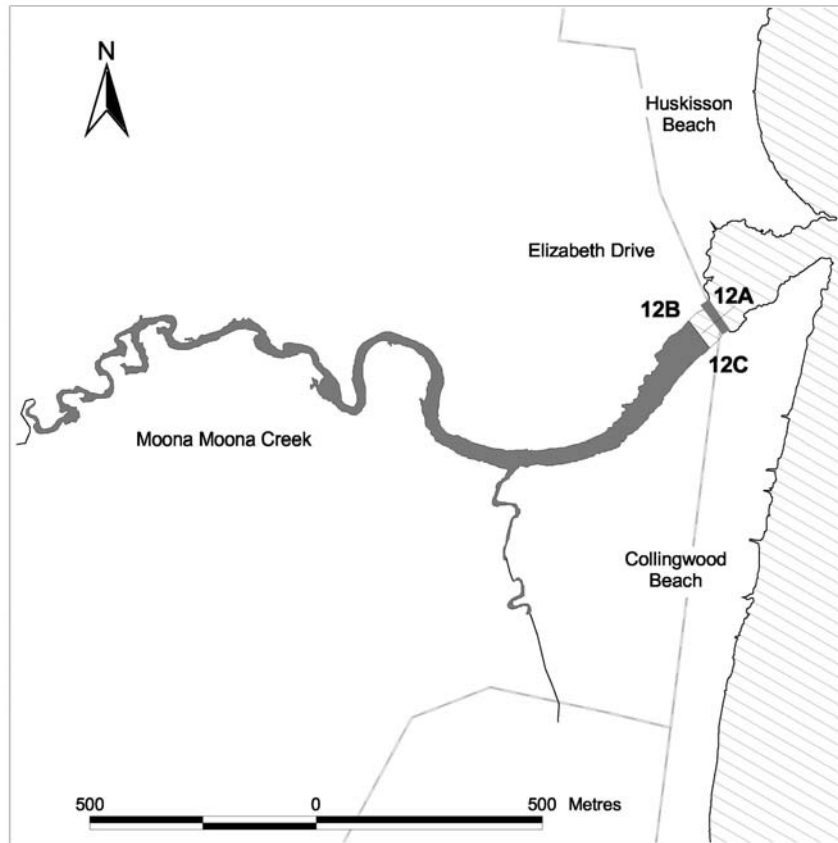 N
Huskisson
Beach
Elizabeth Drive
12A
12B
12C
Moona Moona Creek
Collingwood
Beach
500 0 500 Metres